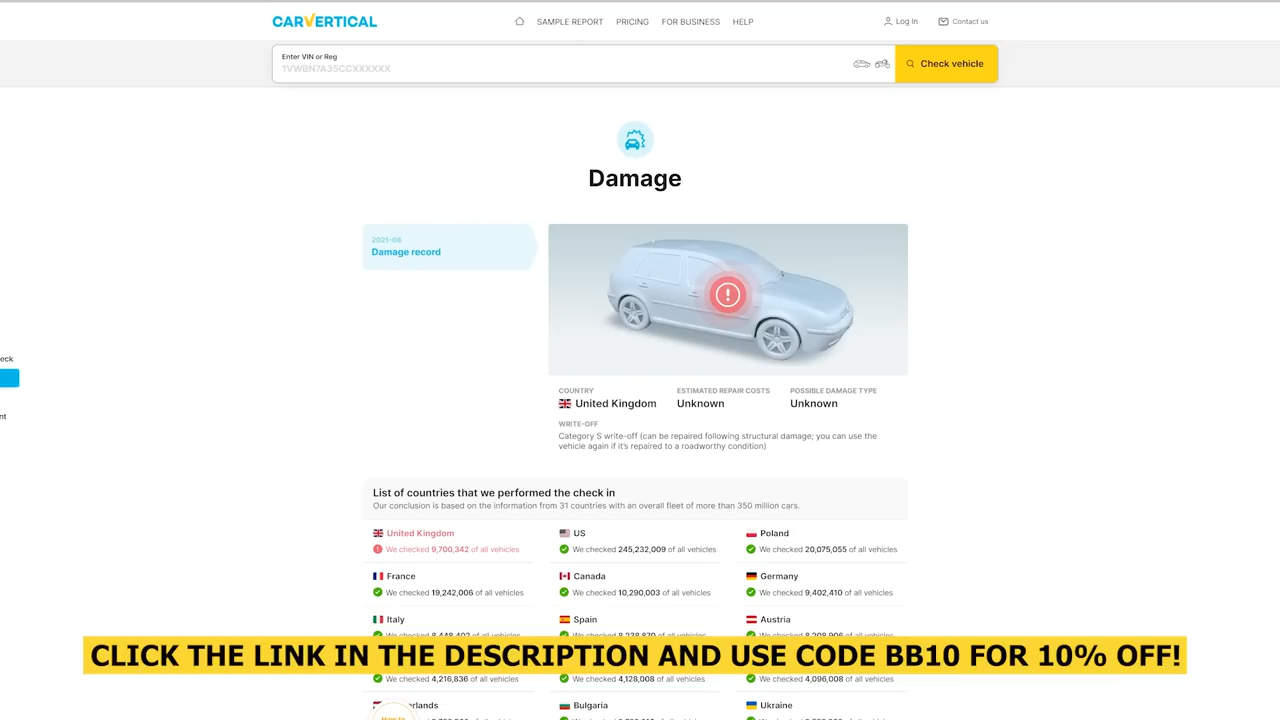 CARVERTICAL
SAMPLE REPORT
PRICING
FOR BUSINESS
HELP
Log In
Contact us
Enter VIN or Reg
1VWBN7A35CCXXXXXX
Check vehicle
Damage
2021-08
Damage record
eck
nt
COUNTRY
United Kingdom
ESTIMATED REPAIR COSTS
Unknown
POSSIBLE DAMAGE TYPE
Unknown
WRITE-OFF
Category S write-off (can be repaired following structural damage; you can use the
vehicle again if it's repaired to a roadworthy condition)
List of countries that we performed the check in
Our conclusion is based on the information from 31 countries with an overall fleet of more than 350 million cars.
United Kingdom
We checked 9,700,342 of all vehicles
US
We checked 245,232,009 of all vehicles
Poland
We checked 20,075,055 of all vehicles
France
We checked 19,242,006 of all vehicles
Canada
We checked 10,290,003 of all vehicles
Germany
We checked 9,402,410 of all vehicles
Italy
Spain
Austria
CLICK THE LINK IN THE DESCRIPTION AND USE CODE BB10 FOR 10% OFF!
We checked 4,216,836 of all vehicles
We checked 4,128,008 of all vehicles
We checked 4,096,008 of all vehicles
erlands
Bulgaria
Ukraine
How to